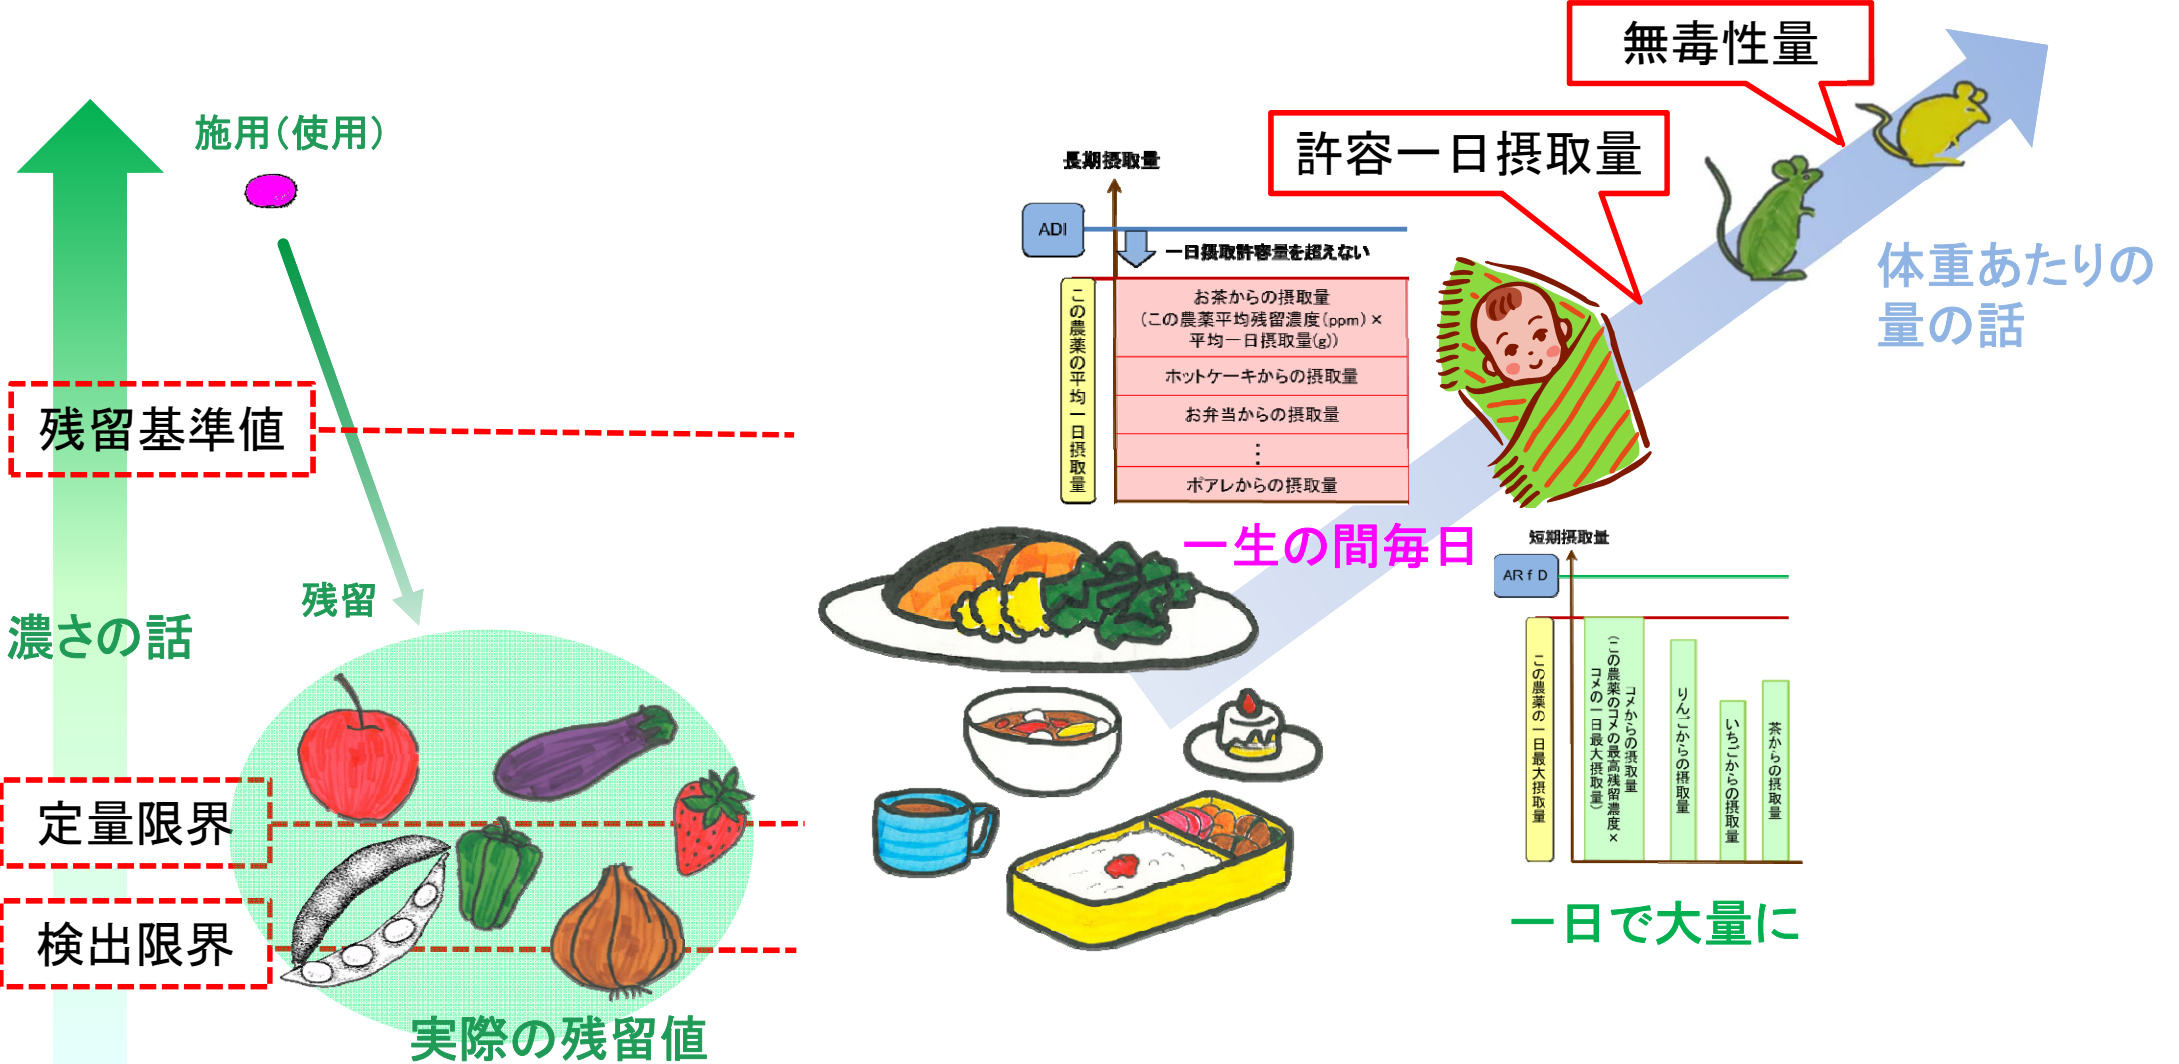 無毒性量
許容一日摂取量
施用(使用)
長期摂取量
ADI
一日摂取許容量を超えない
この農薬の平均一日摂取量
お茶からの摂取量
(この農薬平均残留濃度(ppm)×
平均一日摂取量(g))
ホットケーキからの摂取量
お弁当からの摂取量
⋮
ポアレからの摂取量
体重あたりの
量の話
残留基準値
一生の間毎日
残留
濃さの話
定量限界
検出限界
実際の残留値
短期摂取量
ARfD
この農薬の一日最大摂取量
コメからの摂取量
(この農薬のコメの最高残留濃度×
コメの一日最大摂取量)
りんごからの摂取量
いちごからの摂取量
茶からの摂取量
一日で大量に